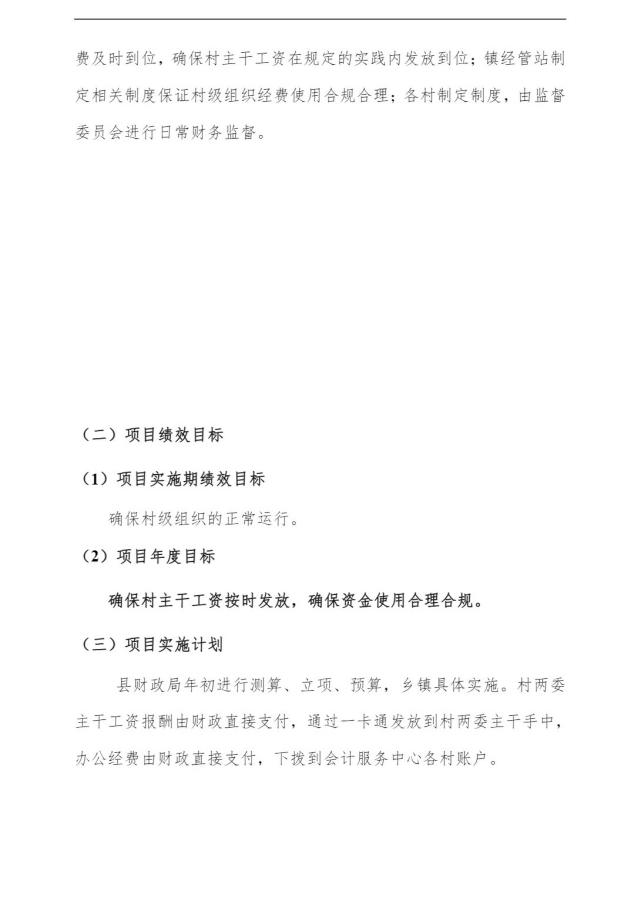 费及时到位，确保村主干工资在规定的实践内发放到位；镇经管站制
定相关制度保证村级组织经费使用合规合理；各村制定制度，由监督
委员会进行日常财务监督。
（二）项目绩效目标
（1）项目实施期绩效目标
确保村级组织的正常运行。
（2）项目年度目标
确保村主干工资按时发放，确保资金使用合理合规。
（三）项目实施计划
县财政局年初进行测算、立项、预算，乡镇具体实施。村两委
主干工资报酬由财政直接支付，通过一卡通发放到村两委主干手中，
办公经费由财政直接支付，下拨到会计服务中心各村账户。